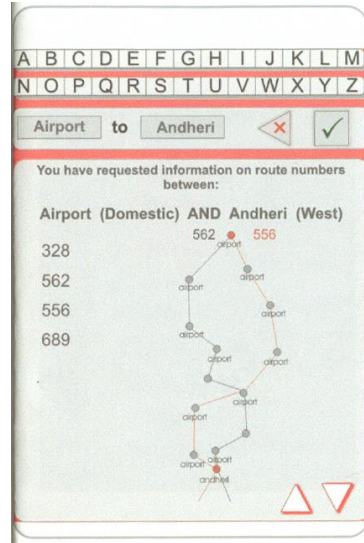 A B C D E F G H I J K L M
N O P Q R S T U V W X Y Z
Airport to Andheri
You have requested information on route numbers
between:
Airport (Domestic) AND Andheri (West)
562 556
airport
328
airport
562
airport
airport
556
airport
airport
airport
689
airport
airport
airport
airport
andheri